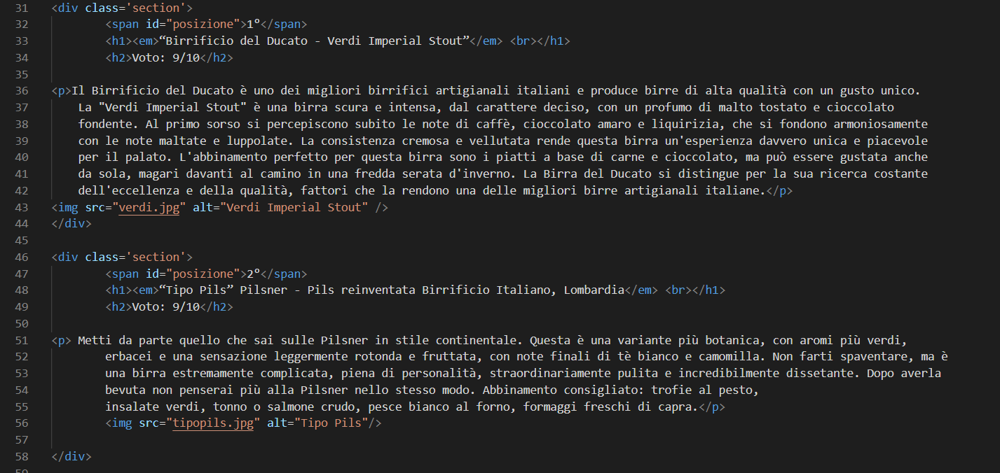 31 <div class='section'>
32 <span id="posizione">1°</span>
33 <h1><em>“Birrificio del Ducato - Verdi Imperial Stout”</em> <br></h1>
34 <h2>Voto: 9/10</h2>
35
36 <p>Il Birrificio del Ducato è uno dei migliori birrifici artigianali italiani e produce birre di alta qualità con un gusto unico.
37 La "Verdi Imperial Stout" è una birra scura e intensa, dal carattere deciso, con un profumo di malto tostato e cioccolato
38 fondente. Al primo sorso si percepiscono subito le note di caffè, cioccolato amaro e liquirizia, che si fondono armoniosamente
39 con le note maltate e luppolate. La consistenza cremosa e vellutata rende questa birra un'esperienza davvero unica e piacevole
40 per il palato. L'abbinamento perfetto per questa birra sono i piatti a base di carne e cioccolato, ma può essere gustata anche
41 da sola, magari davanti al camino in una fredda serata d'inverno. La Birra del Ducato si distingue per la sua ricerca costante
42 dell'eccellenza e della qualità, fattori che la rendono una delle migliori birre artigianali italiane.</p>
43 <img src="verdi.jpg" alt="Verdi Imperial Stout" />
44 </div>
45
46 <div class='section'>
47 <span id="posizione">2°</span>
48 <h1><em>“Tipo Pils” Pilsner - Pils reinventata Birrificio Italiano, Lombardia</em> <br></h1>
49 <h2>Voto: 9/10</h2>
50
51 <p> Metti da parte quello che sai sulle Pilsner in stile continentale. Questa è una variante più botanica, con aromi più verdi,
52 erbacei e una sensazione leggermente rotonda e fruttata, con note finali di tè bianco e camomilla. Non farti spaventare, ma è
53 una birra estremamente complicata, piena di personalità, straordinariamente pulita e incredibilmente dissetante. Dopo averla
54 bevuta non penserai più alla Pilsner nello stesso modo. Abbinamento consigliato: trofie al pesto,
55 insalate verdi, tonno o salmone crudo, pesce bianco al forno, formaggi freschi di capra.</p>
56 <img src="tipopils.jpg" alt="Tipo Pils"/>
57
58 </div>
59